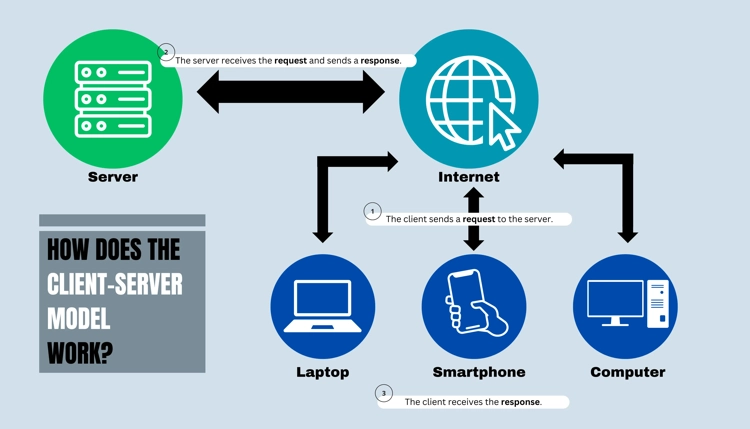 2
The server receives the request and sends a response.
Server
Internet
1
The client sends a request to the server.
HOW DOES THE
CLIENT-SERVER
MODEL
WORK?
Laptop
Smartphone
Computer
3
The client receives the response.